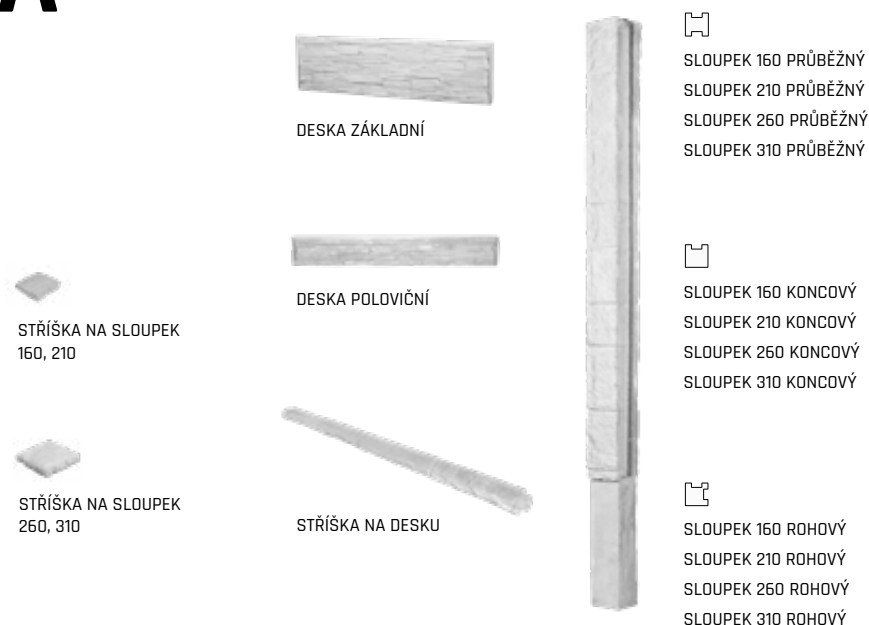 DESKA ZÁKLADNÍ
DESKA POLOVIČNÍ
STŘÍŠKA NA SLOUPEK
160, 210
STŘÍŠKA NA SLOUPEK
260, 310
STŘÍŠKA NA DESKU
SLOUPEK 160 PRŮBĚŽNÝ
SLOUPEK 210 PRŮBĚŽNÝ
SLOUPEK 260 PRŮBĚŽNÝ
SLOUPEK 310 PRŮBĚŽNÝ
SLOUPEK 160 KONCOVÝ
SLOUPEK 210 KONCOVÝ
SLOUPEK 260 KONCOVÝ
SLOUPEK 310 KONCOVÝ
SLOUPEK 160 ROHOVÝ
SLOUPEK 210 ROHOVÝ
SLOUPEK 260 ROHOVÝ
SLOUPEK 310 ROHOVÝ